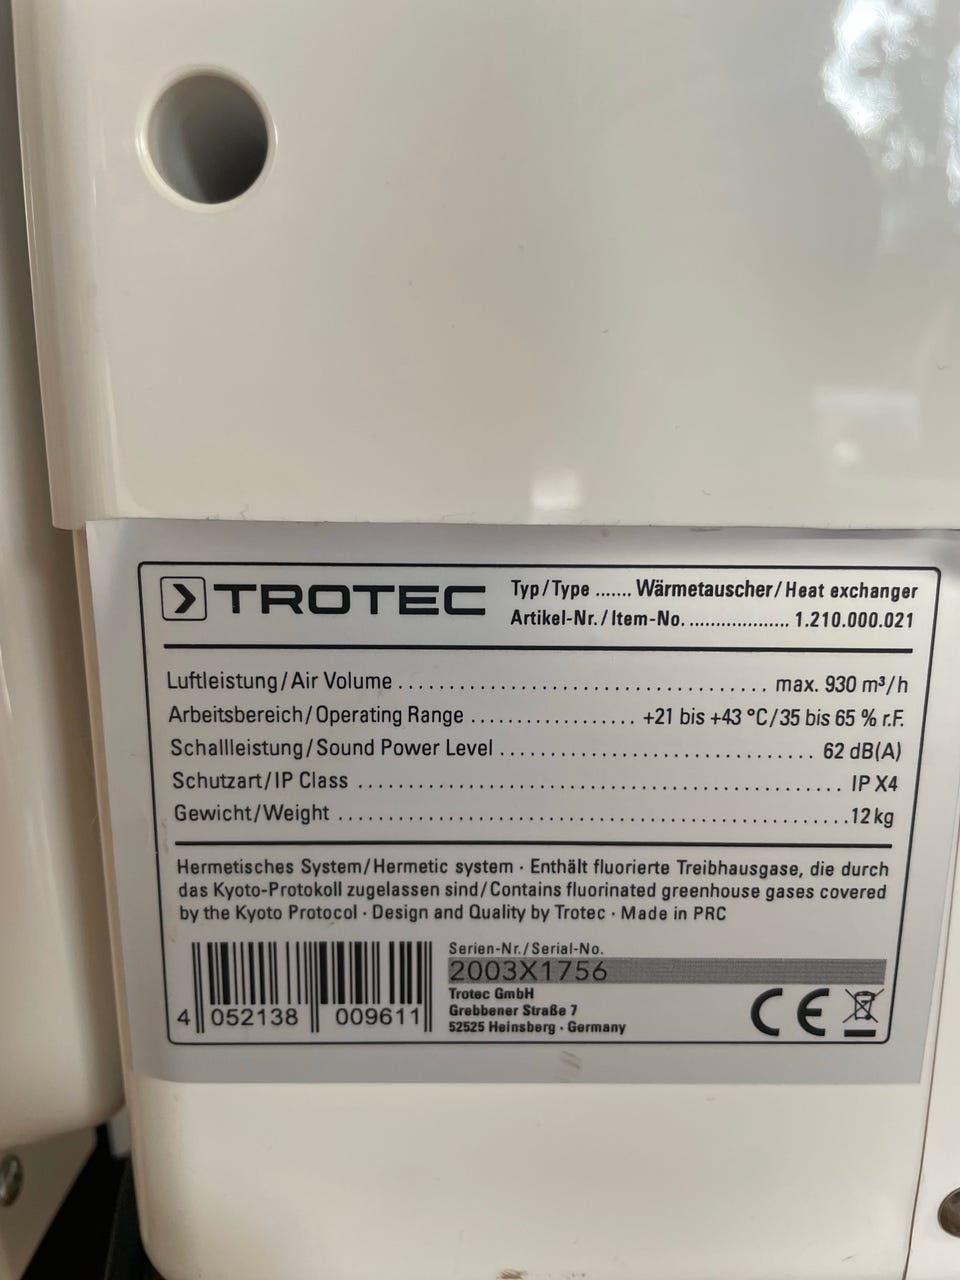 TROTEC
Typ/Type ....... Wärmetauscher/Heat exchanger
Artikel-Nr./Item-No. ................... 1.210.000.021
Luftleistung/Air Volume ................................... max. 930 m³/h
Arbeitsbereich/Operating Range ................ +21 bis +43 °C/35 bis 65 % r.F.
Schallleistung/Sound Power Level .............................. 62 dB(A)
Schutzart/IP Class ............................................. IP X4
Gewicht/Weight ................................................ 12 kg
Hermetisches System/Hermetic system · Enthält fluorierte Treibhausgase, die durch
das Kyoto-Protokoll zugelassen sind/Contains fluorinated greenhouse gases covered
by the Kyoto Protocol · Design and Quality by Trotec · Made in PRC
4 052138 009611
Serien-Nr./Serial-No.
2003X1756
Trotec GmbH
Grebbener Straße 7
52525 Heinsberg · Germany
CE